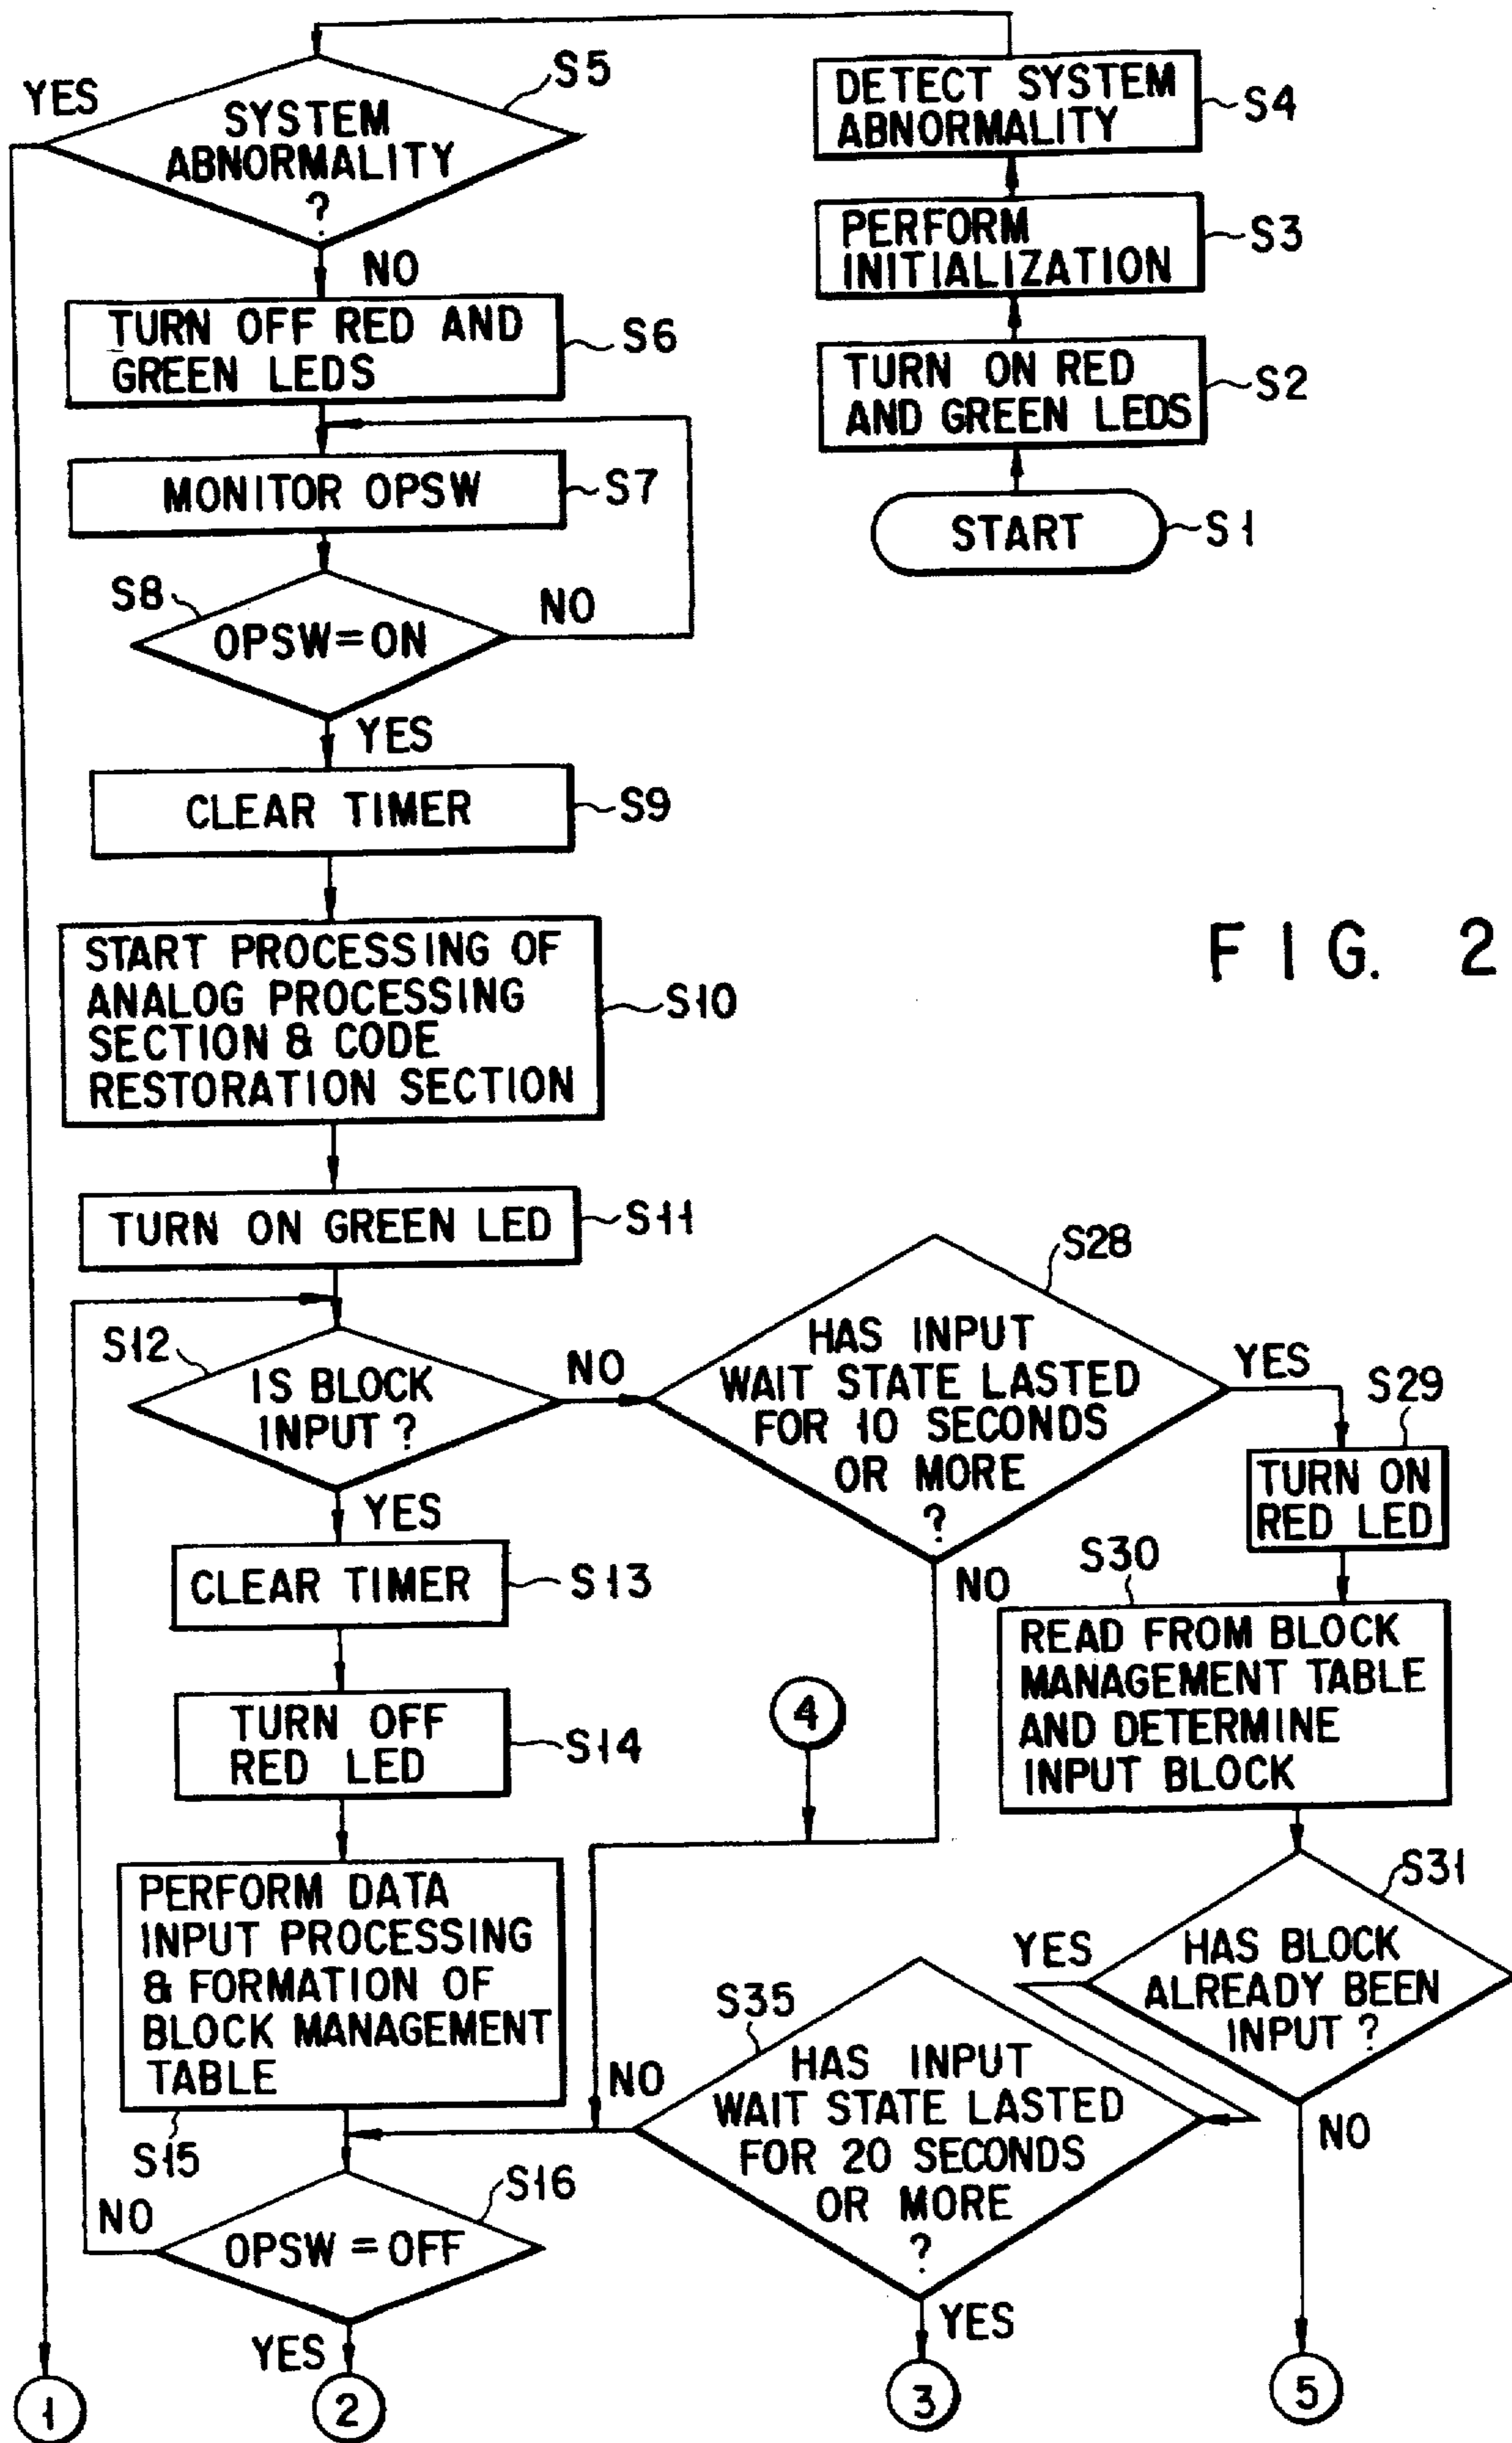 START
S1
TURN ON RED
AND GREEN LEDS
S2
PERFORM
INITIALIZATION
S3
DETECT SYSTEM
ABNORMALITY
S4
S5
YES
SYSTEM
ABNORMALITY
?
NO
TURN OFF RED AND
GREEN LEDS
S6
MONITOR OPSW
S7
S8
OPSW=ON
NO
YES
CLEAR TIMER
S9
START PROCESSING OF
ANALOG PROCESSING
SECTION & CODE
RESTORATION SECTION
S10
FIG. 2
TURN ON GREEN LED
S11
S12
IS BLOCK
INPUT?
NO
YES
CLEAR TIMER
S13
TURN OFF
RED LED
S14
PERFORM DATA
INPUT PROCESSING
& FORMATION OF
BLOCK MANAGEMENT
TABLE
S15
S16
OPSW=OFF
NO
YES
S28
HAS INPUT
WAIT STATE LASTED
FOR 10 SECONDS
OR MORE
?
YES
NO
S29
TURN ON
RED LED
S30
READ FROM BLOCK
MANAGEMENT TABLE
AND DETERMINE
INPUT BLOCK
4
S31
HAS BLOCK
ALREADY BEEN
INPUT?
YES
NO
S35
HAS INPUT
WAIT STATE LASTED
FOR 20 SECONDS
OR MORE
?
NO
YES
1
2
3
5